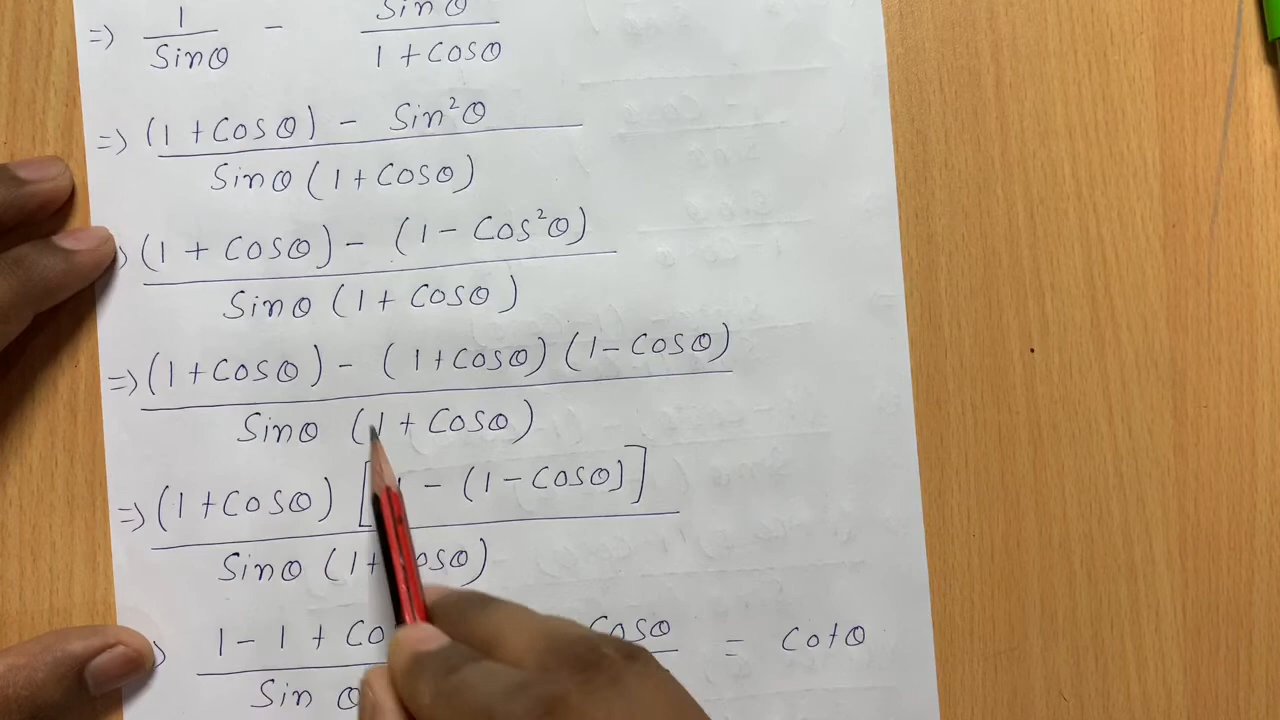 => 1/Sinθ - Sinθ/1+Cosθ
=> (1+Cosθ) - Sin²θ
Sinθ(1+Cosθ)
(1 + Cosθ) - (1 - Cos²θ)
Sinθ (1+ Cosθ)
=> (1+Cosθ) - (1+Cosθ) (1-Cosθ)
Sinθ (1+ Cosθ)
=> (1+Cosθ) [1 - (1-Cosθ)]
Sinθ (1+Cosθ)
1-1+Co Cosθ = Cotθ
Sin θ